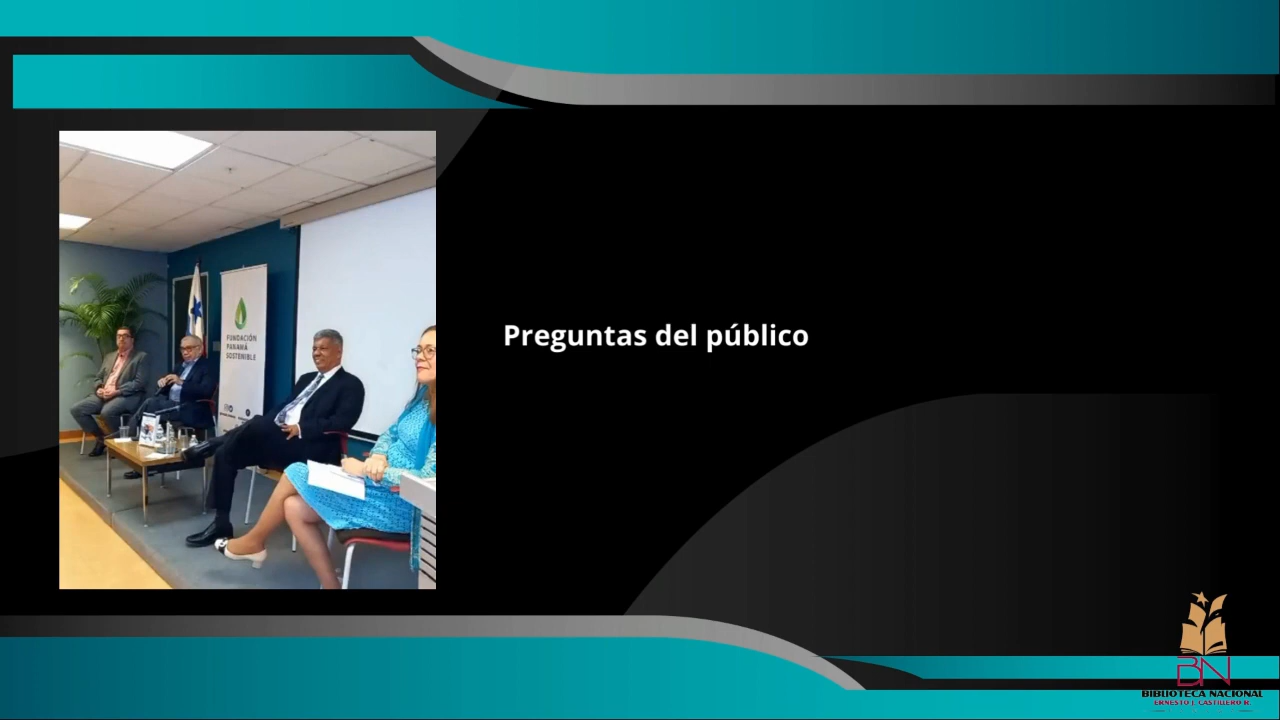 FUNDACIÓN
PANAMÁ
SOSTENIBLE
Preguntas del público
BN
BIBLIOTECA NACIONAL
ERNESTO J. CASTILLERO R.